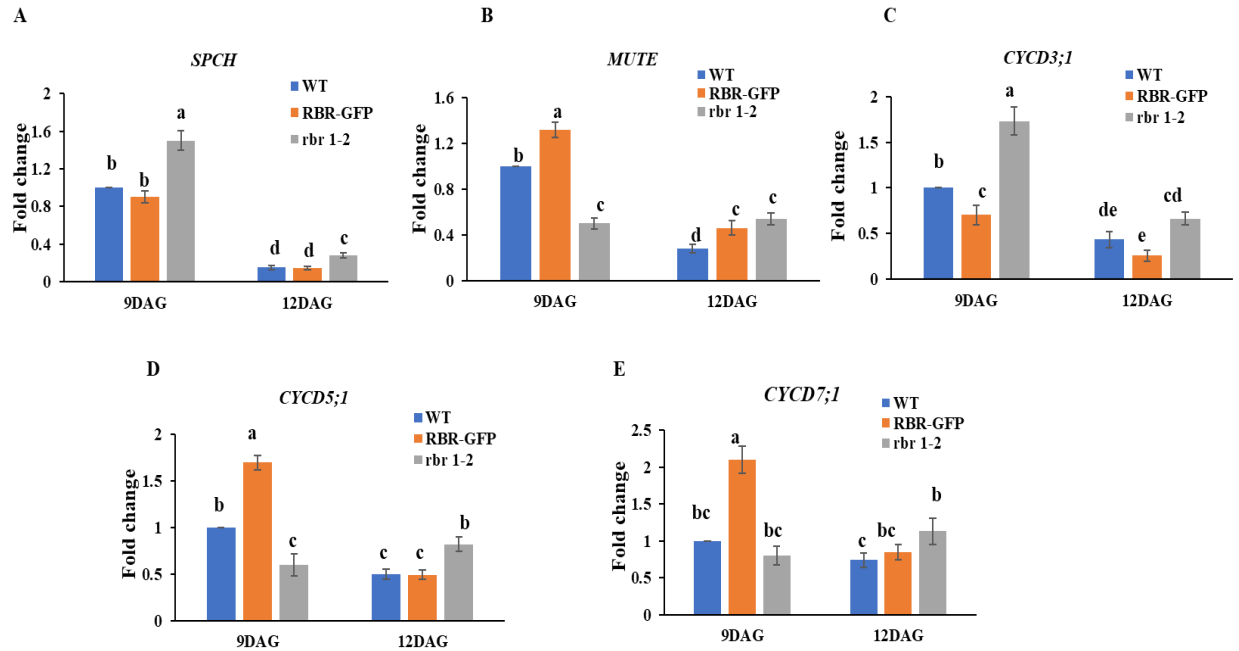 A
SPCH
WT
RBR-GFP
rbr 1-2
Fold change
2
1.6
1.2
0.8
0.4
0
b
b
a
d
d
c
9DAG
12DAG
B
MUTE
WT
RBR-GFP
rbr 1-2
Fold change
1.6
1.2
0.8
0.4
0
b
a
c
d
c
c
9DAG
12DAG
C
CYCD3;1
WT
RBR-GFP
rbr 1-2
Fold change
2
1.5
1
0.5
0
b
c
a
de
e
cd
9DAG
12DAG
D
CYCD5;1
WT
RBR-GFP
rbr 1-2
Fold change
2
1.5
1
0.5
0
b
a
c
c
c
b
9DAG
12DAG
E
CYCD7;1
WT
RBR-GFP
rbr 1-2
Fold change
2.5
2
1.5
1
0.5
0
bc
a
bc
c
bc
b
9DAG
12DAG